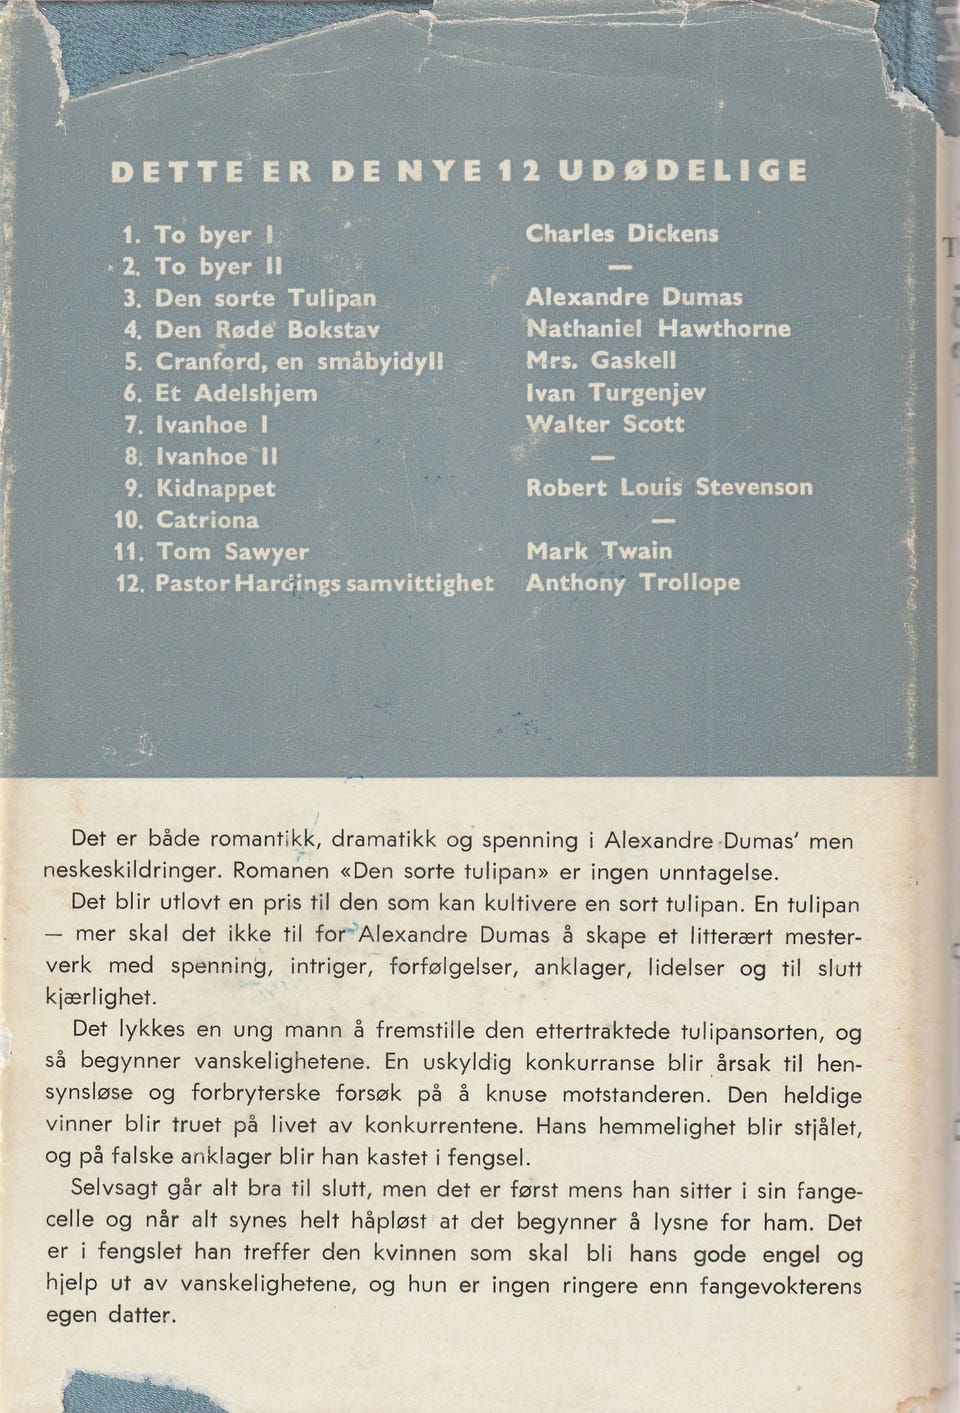 DETTE ER DE NYE 12 UDØDELIGE
1. To byer I Charles Dickens
2. To byer II —
3. Den sorte Tulipan Alexandre Dumas
4. Den Røde Bokstav Nathaniel Hawthorne
5. Cranford, en småbyidyll Mrs. Gaskell
6. Et Adelshjem Ivan Turgenjev
7. Ivanhoe I Walter Scott
8. Ivanhoe II —
9. Kidnappet Robert Louis Stevenson
10. Catriona —
11. Tom Sawyer Mark Twain
12. Pastor Hardings samvittighet Anthony Trollope
Det er både romantikk, dramatikk og spenning i Alexandre Dumas' men
neskeskildringer. Romanen «Den sorte tulipan» er ingen unntagelse.
Det blir utlovt en pris til den som kan kultivere en sort tulipan. En tulipan
— mer skal det ikke til for Alexandre Dumas å skape et litterært mester-
verk med spenning, intriger, forfølgelser, anklager, lidelser og til slutt
kjærlighet.
Det lykkes en ung mann å fremstille den ettertraktede tulipansorten, og
så begynner vanskelighetene. En uskyldig konkurranse blir årsak til hen-
synsløse og forbryterske forsøk på å knuse motstanderen. Den heldige
vinner blir truet på livet av konkurrentene. Hans hemmelighet blir stjålet,
og på falske anklager blir han kastet i fengsel.
Selvsagt går alt bra til slutt, men det er først mens han sitter i sin fange-
celle og når alt synes helt håpløst at det begynner å lysne for ham. Det
er i fengslet han treffer den kvinnen som skal bli hans gode engel og
hjelp ut av vanskelighetene, og hun er ingen ringere enn fangevokterens
egen datter.